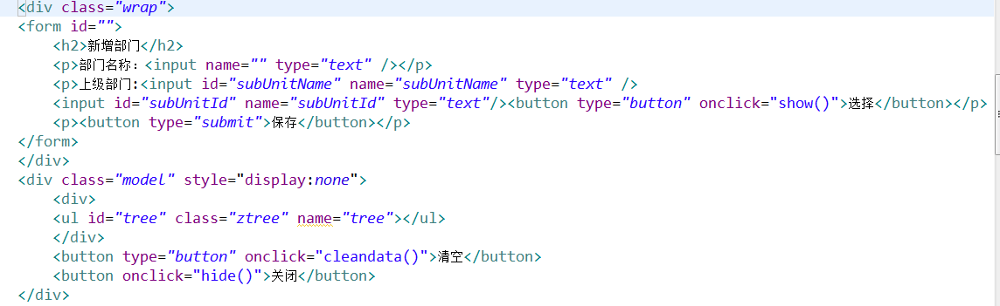 <div class="wrap">
<form id="">
<h2>新增部门</h2>
<p>部门名称：<input name="" type="text" /></p>
<p>上级部门:<input id="subUnitName" name="subUnitName" type="text" />
<input id="subUnitId" name="subUnitId" type="text"/><button type="button" onclick="show()">选择</button></p>
<p><button type="submit">保存</button></p>
</form>
</div>
<div class="model" style="display:none">
<div>
<ul id="tree" class="ztree" name="tree"></ul>
</div>
<button type="button" onclick="cleandata()">清空</button>
<button onclick="hide()">关闭</button>
</div>